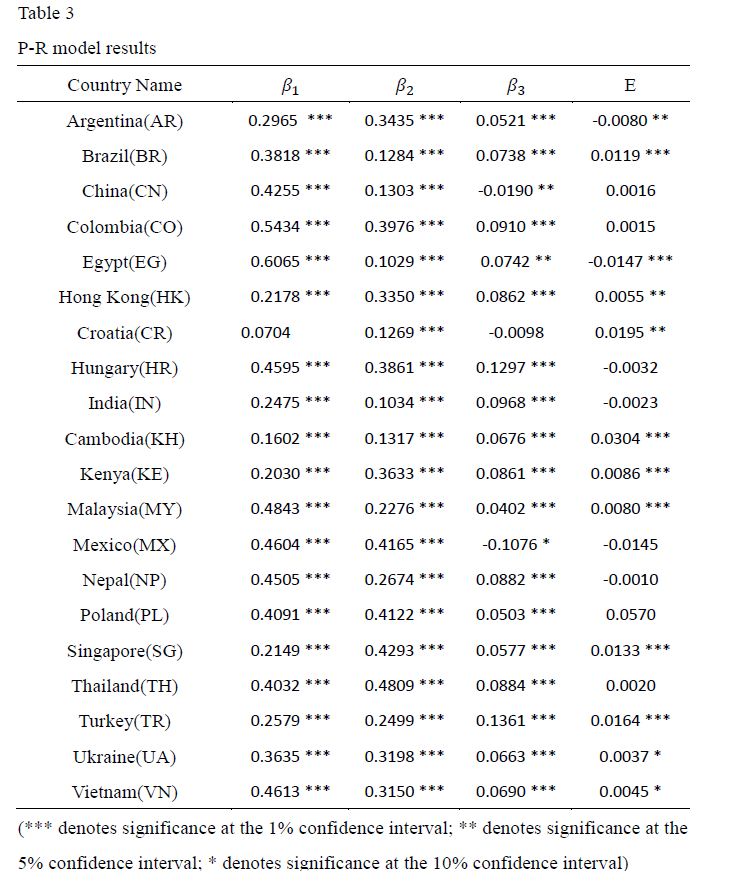 Table 3
P-R model results
Country Name β₁ β₂ β₃ E
Argentina(AR) 0.2965 *** 0.3435 *** 0.0521 *** -0.0080 **
Brazil(BR) 0.3818 *** 0.1284 *** 0.0738 *** 0.0119 ***
China(CN) 0.4255 *** 0.1303 *** -0.0190 ** 0.0016
Colombia(CO) 0.5434 *** 0.3976 *** 0.0910 *** 0.0015
Egypt(EG) 0.6065 *** 0.1029 *** 0.0742 ** -0.0147 ***
Hong Kong(HK) 0.2178 *** 0.3350 *** 0.0862 *** 0.0055 **
Croatia(CR) 0.0704 0.1269 *** -0.0098 0.0195 **
Hungary(HR) 0.4595 *** 0.3861 *** 0.1297 *** -0.0032
India(IN) 0.2475 *** 0.1034 *** 0.0968 *** -0.0023
Cambodia(KH) 0.1602 *** 0.1317 *** 0.0676 *** 0.0304 ***
Kenya(KE) 0.2030 *** 0.3633 *** 0.0861 *** 0.0086 ***
Malaysia(MY) 0.4843 *** 0.2276 *** 0.0402 *** 0.0080 ***
Mexico(MX) 0.4604 *** 0.4165 *** -0.1076 * -0.0145
Nepal(NP) 0.4505 *** 0.2674 *** 0.0882 *** -0.0010
Poland(PL) 0.4091 *** 0.4122 *** 0.0503 *** 0.0570
Singapore(SG) 0.2149 *** 0.4293 *** 0.0577 *** 0.0133 ***
Thailand(TH) 0.4032 *** 0.4809 *** 0.0884 *** 0.0020
Turkey(TR) 0.2579 *** 0.2499 *** 0.1361 *** 0.0164 ***
Ukraine(UA) 0.3635 *** 0.3198 *** 0.0663 *** 0.0037 *
Vietnam(VN) 0.4613 *** 0.3150 *** 0.0690 *** 0.0045 *
(*** denotes significance at the 1% confidence interval; ** denotes significance at the
5% confidence interval; * denotes significance at the 10% confidence interval)